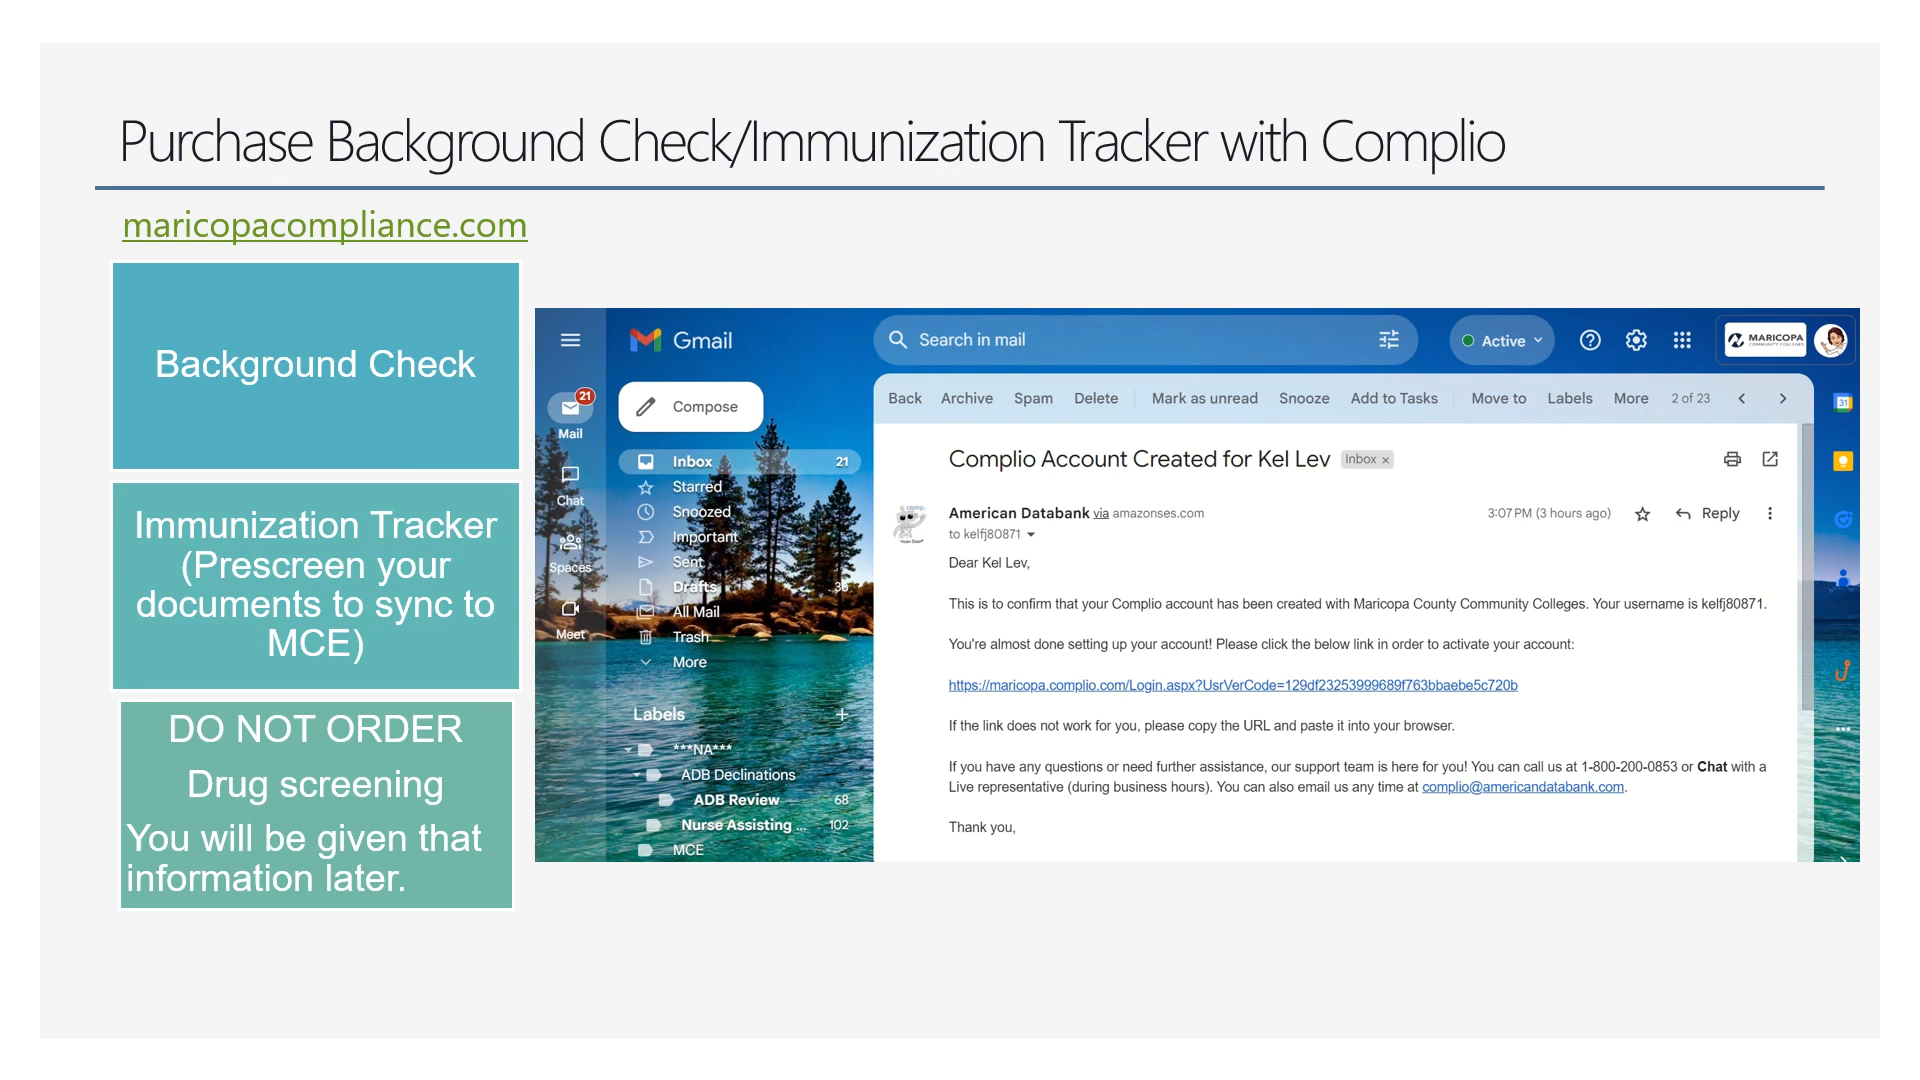 Purchase Background Check/Immunization Tracker with Complio
maricopacompliance.com
Background Check
Immunization Tracker
(Prescreen your
documents to sync to
MCE)
DO NOT ORDER
Drug screening
You will be given that
information later.
Gmail
Search in mail
Active
MARICOPA
COMMUNITY COLLEGES
21
Mail
Chat
Spaces
Meet
Compose
Inbox 21
Starred
Snoozed
Important
Sent
Drafts 36
All Mail
Trash
More
Labels +
***NA***
ADB Declinations
ADB Review 68
Nurse Assisting ... 102
MCE
Back Archive Spam Delete Mark as unread Snooze Add to Tasks Move to Labels More 2 of 23
31
Complio Account Created for Kel Lev Inbox ×
American Databank via amazonses.com 3:07 PM (3 hours ago) Reply
to kelfj80871
Dear Kel Lev,
This is to confirm that your Complio account has been created with Maricopa County Community Colleges. Your username is kelfj80871.
You're almost done setting up your account! Please click the below link in order to activate your account:
https://maricopa.complio.com/Login.aspx?UsrVerCode=129df23253999689f763bbaebe5c720b
If the link does not work for you, please copy the URL and paste it into your browser.
If you have any questions or need further assistance, our support team is here for you! You can call us at 1-800-200-0853 or Chat with a
Live representative (during business hours). You can also email us any time at complio@americandatabank.com.
Thank you,